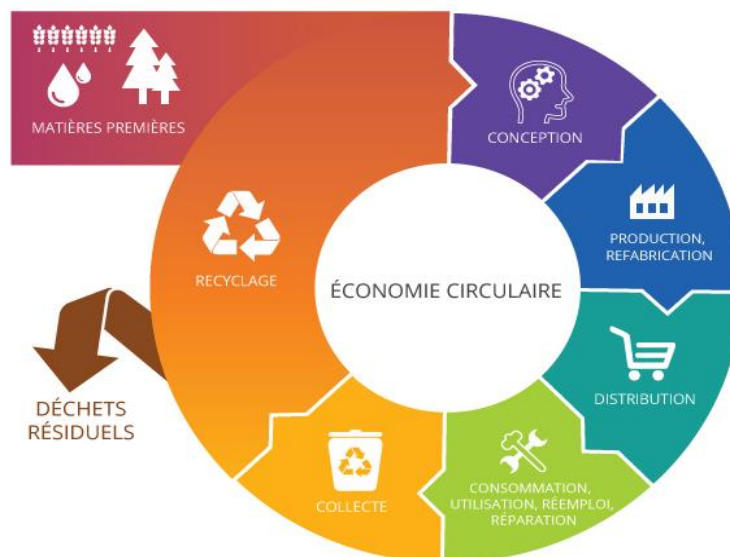 MATIÈRES PREMIÈRES
CONCEPTION
PRODUCTION,
REFABRICATION
RECYCLAGE
ÉCONOMIE CIRCULAIRE
DISTRIBUTION
DÉCHETS
RÉSIDUELS
CONSOMMATION,
UTILISATION, RÉEMPLOI,
RÉPARATION
COLLECTE